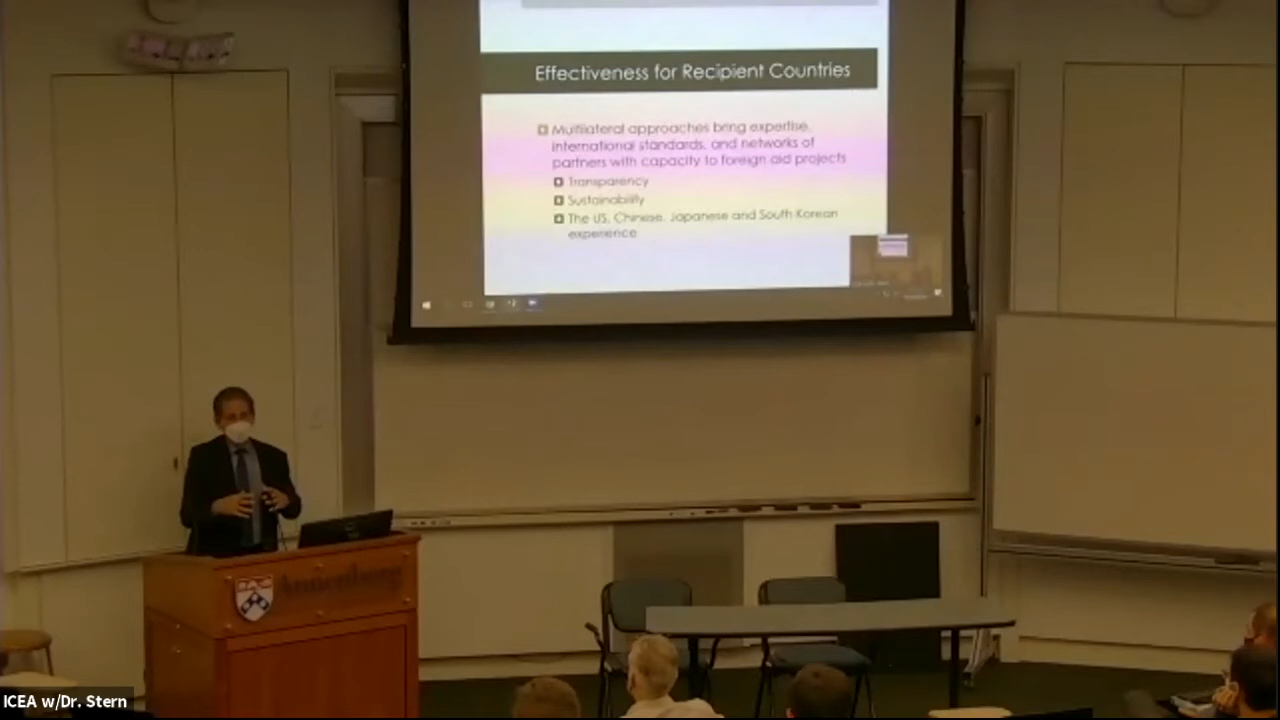 Effectiveness for Recipient Countries
Multilateral approaches bring expertise,
international standards, and networks of
partners with capacity to foreign aid projects
Transparency
Sustainability
The US, Chinese, Japanese and South Korean
experience
Annenberg
ICEA w/Dr. Stern